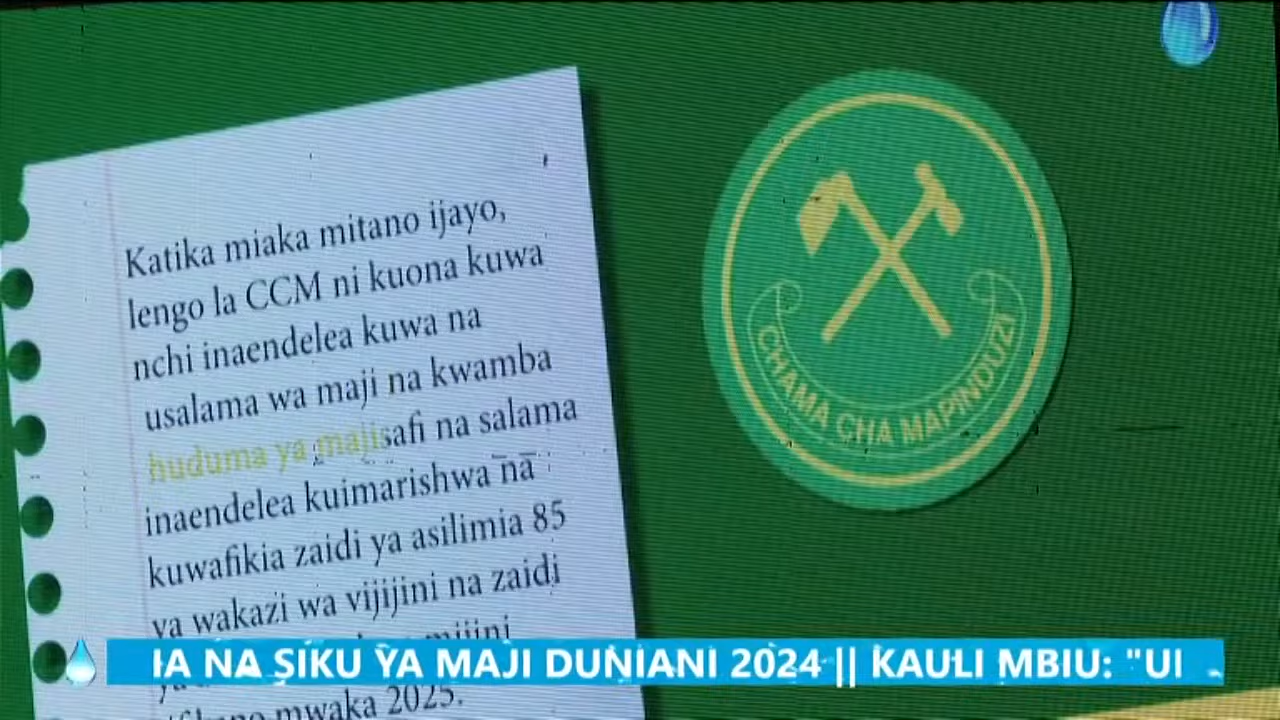 Katika miaka mitano ijayo,
lengo la CCM ni kuona kuwa
nchi inaendelea kuwa na
usalama wa maji na kwamba
huduma ya majisafi na salama
inaendelea kuimarishwa na
kuwafikia zaidi ya asilimia 85
ya wakazi wa vijijini na zaidi
mijini
mwaka 2025.
CHAMA CHA MAPINDUZI
IA NA SIKU YA MAJI DUNIANI 2024 || KAULI MBIU: "UI